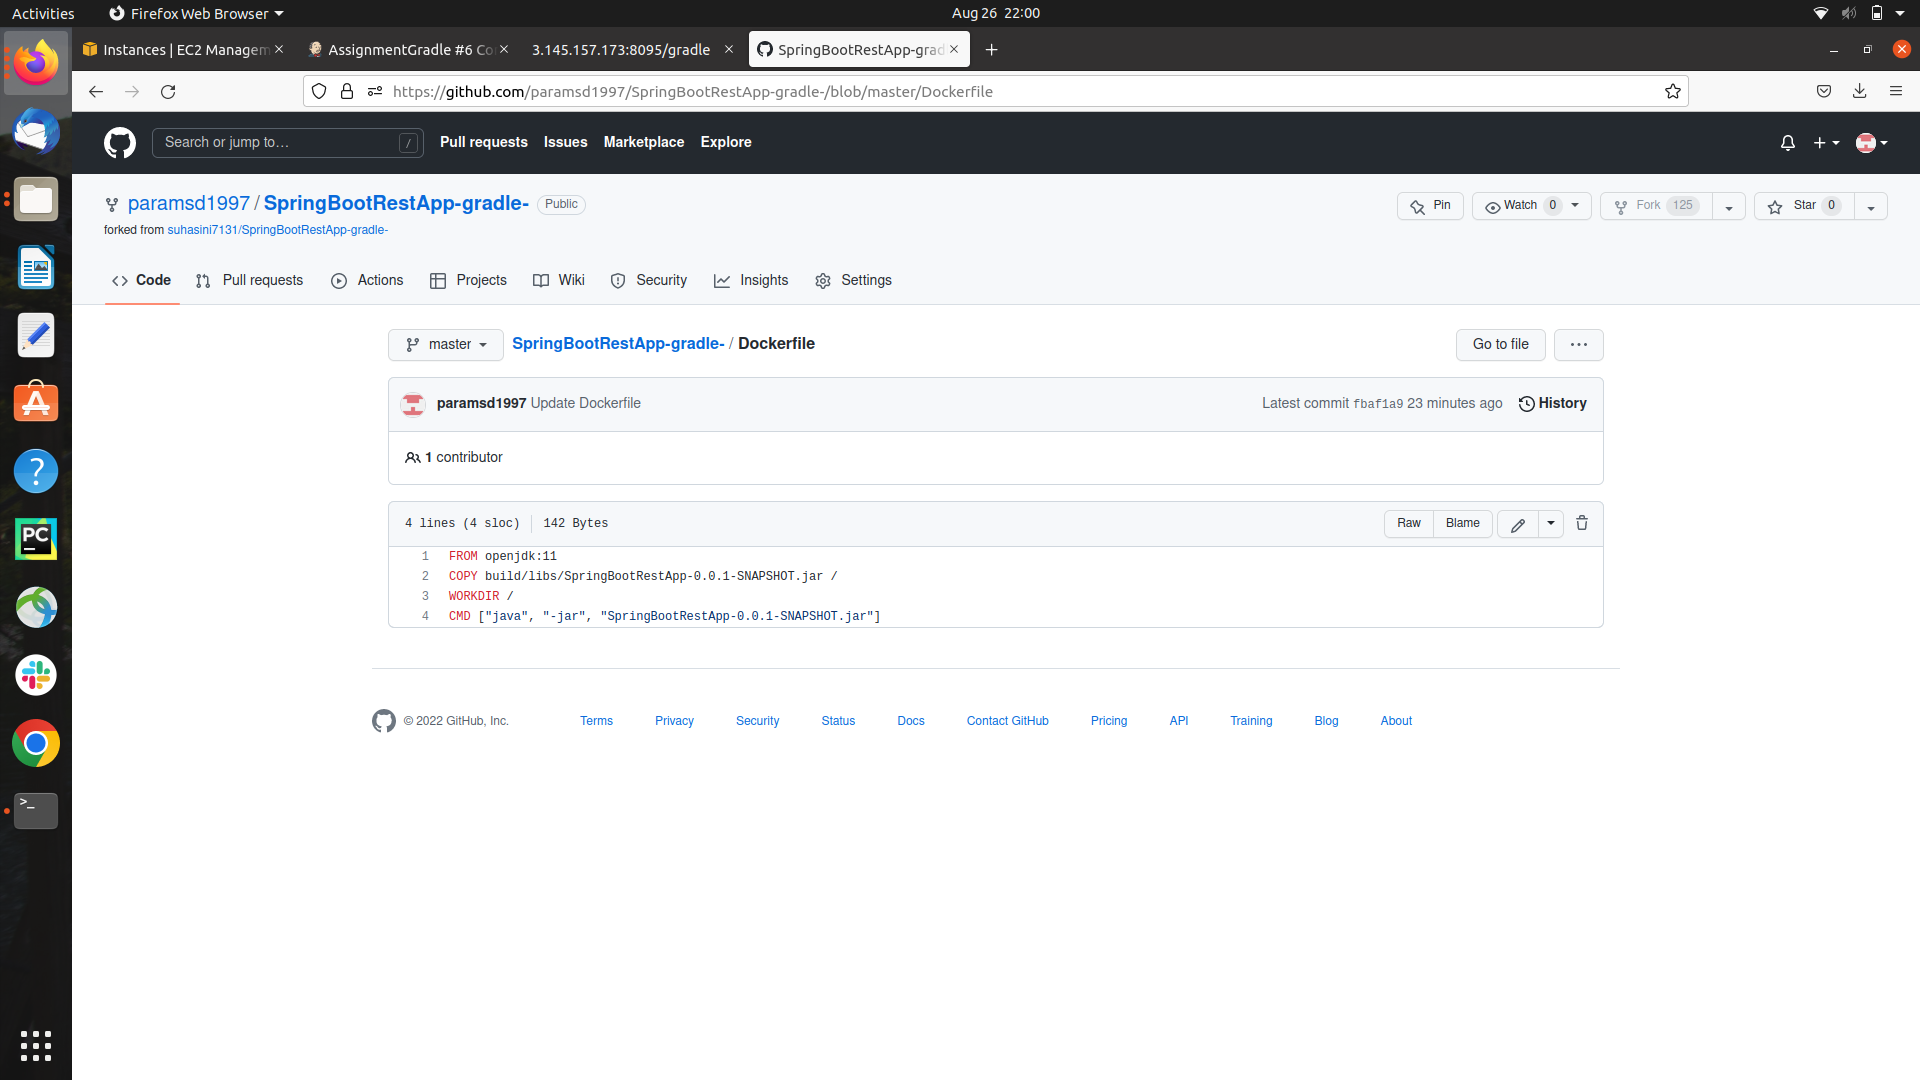 Activities
Firefox Web Browser
Aug 26 22:00
Instances | EC2 Managem
AssignmentGradle #6 Co
3.145.157.173:8095/gradle
SpringBootRestApp-grad
https://github.com/paramsd1997/SpringBootRestApp-gradle-/blob/master/Dockerfile
Search or jump to…
/
Pull requests
Issues
Marketplace
Explore
paramsd1997 / SpringBootRestApp-gradle-
Public
Pin
Watch 0
Fork 125
Star 0
forked from suhasini7131/SpringBootRestApp-gradle-
Code
Pull requests
Actions
Projects
Wiki
Security
Insights
Settings
master
SpringBootRestApp-gradle- / Dockerfile
Go to file
paramsd1997 Update Dockerfile
Latest commit fbaf1a9 23 minutes ago
History
1 contributor
4 lines (4 sloc)
142 Bytes
Raw
Blame
1 FROM openjdk:11
2 COPY build/libs/SpringBootRestApp-0.0.1-SNAPSHOT.jar /
3 WORKDIR /
4 CMD ["java", "-jar", "SpringBootRestApp-0.0.1-SNAPSHOT.jar"]
© 2022 GitHub, Inc.
Terms
Privacy
Security
Status
Docs
Contact GitHub
Pricing
API
Training
Blog
About
PC
?
>_